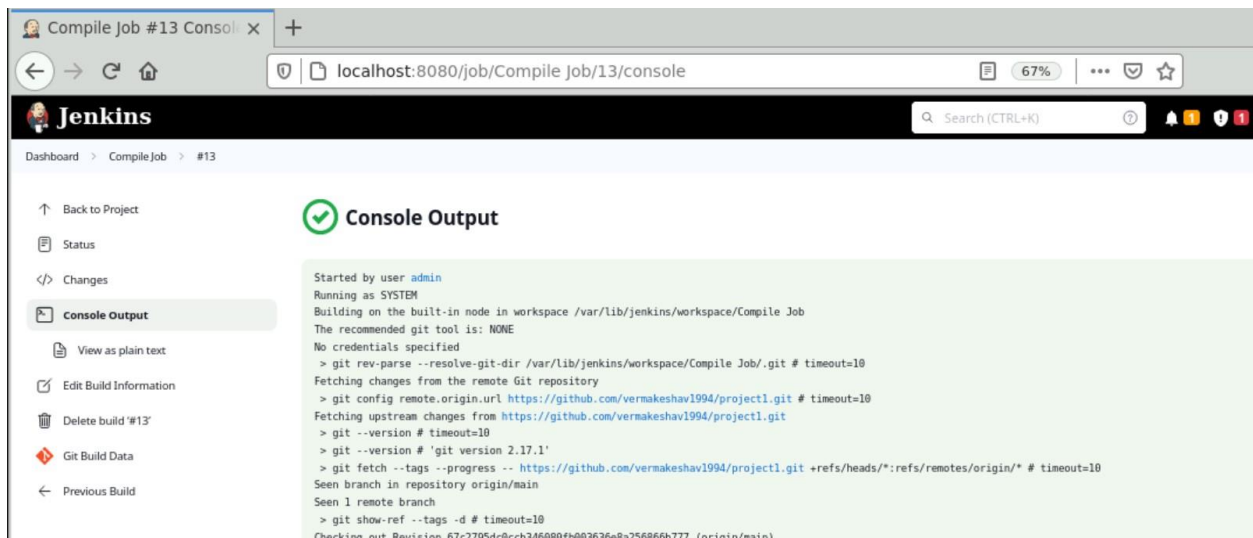 Compile Job #13 Consol
localhost:8080/job/Compile Job/13/console
67%
Jenkins
Search (CTRL+K)
1
1
Dashboard > Compile Job > #13
Back to Project
Status
Changes
Console Output
View as plain text
Edit Build Information
Delete build '#13'
Git Build Data
Previous Build
Console Output
Started by user admin
Running as SYSTEM
Building on the built-in node in workspace /var/lib/jenkins/workspace/Compile Job
The recommended git tool is: NONE
No credentials specified
> git rev-parse --resolve-git-dir /var/lib/jenkins/workspace/Compile Job/.git # timeout=10
Fetching changes from the remote Git repository
> git config remote.origin.url https://github.com/vermakeshav1994/project1.git # timeout=10
Fetching upstream changes from https://github.com/vermakeshav1994/project1.git
> git --version # timeout=10
> git --version # 'git version 2.17.1'
> git fetch --tags --progress -- https://github.com/vermakeshav1994/project1.git +refs/heads/*:refs/remotes/origin/* # timeout=10
Seen branch in repository origin/main
Seen 1 remote branch
> git show-ref --tags -d # timeout=10
Checking out Revision (origin/main)